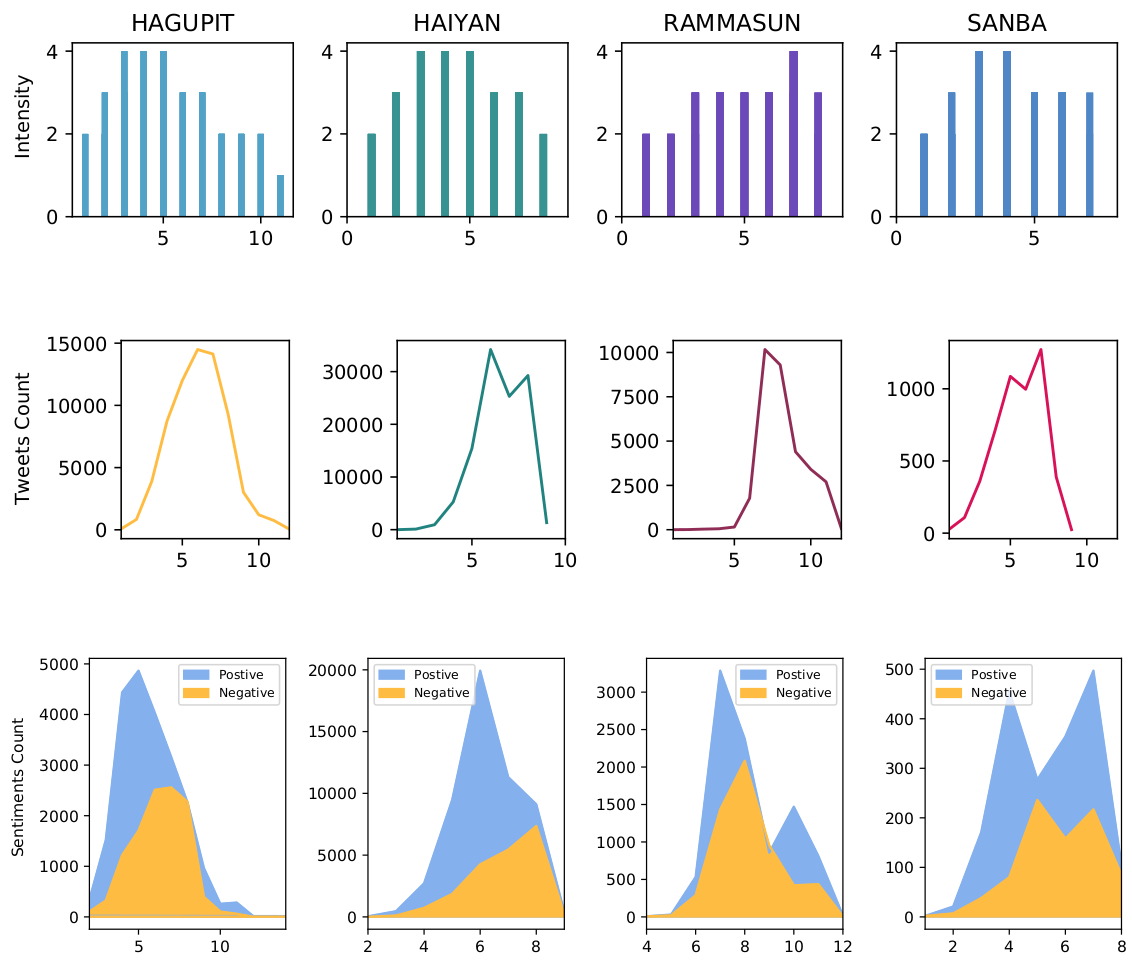 HAGUPIT HAIYAN RAMMASUN SANBA
Intensity
4 4 4 4
2 2 2 2
0 0 0 0
5 10 0 5 0 5 0 5
Tweets Count
15000 30000 10000 1000
10000 20000 7500 500
5000 10000 5000 0
0 0 2500
0
5 10 5 10 5 10 5 10
Sentiments Count
5000 20000 3000 500
4000 15000 2500 400
3000 10000 2000 300
2000 5000 1500 200
1000 0 1000 100
0 500 0
0
Postive Postive Postive Postive
Negative Negative Negative Negative
5 10 2 4 6 8 4 6 8 10 12 2 4 6 8